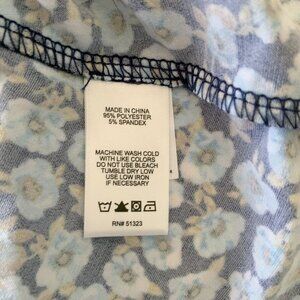 MADE IN CHINA
95% POLYESTER
5% SPANDEX
MACHINE WASH COLD
WITH LIKE COLORS
DO NOT USE BLEACH
TUMBLE DRY LOW
USE LOW IRON
IF NECESSARY
RN# 51323